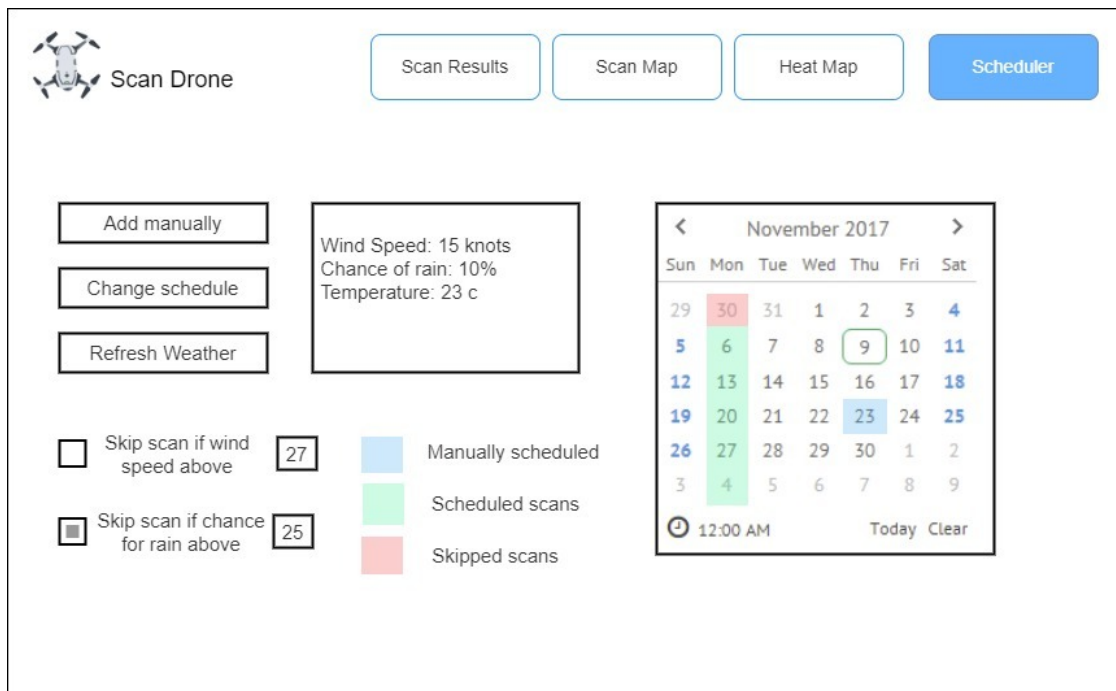 Scan Drone
Scan Results
Scan Map
Heat Map
Scheduler
Add manually
Change schedule
Refresh Weather
Wind Speed: 15 knots
Chance of rain: 10%
Temperature: 23 c
November 2017
Sun Mon Tue Wed Thu Fri Sat
29 30 31 1 2 3 4
5 6 7 8 9 10 11
12 13 14 15 16 17 18
19 20 21 22 23 24 25
26 27 28 29 30 1 2
3 4 5 6 7 8 9
12:00 AM Today Clear
Skip scan if wind
speed above
27
Skip scan if chance
for rain above
25
Manually scheduled
Scheduled scans
Skipped scans